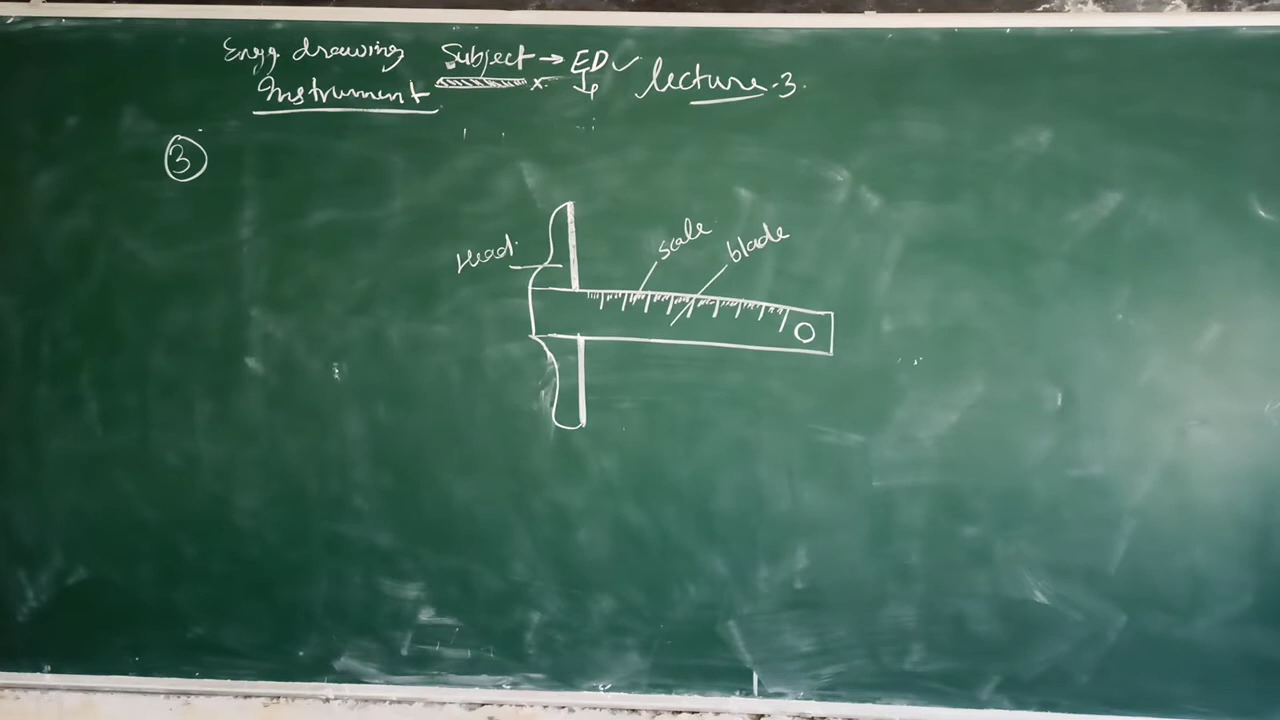 Engg drawing Subject → ED ✓ lecture-3.
Instrument
3
Head
scale
blade